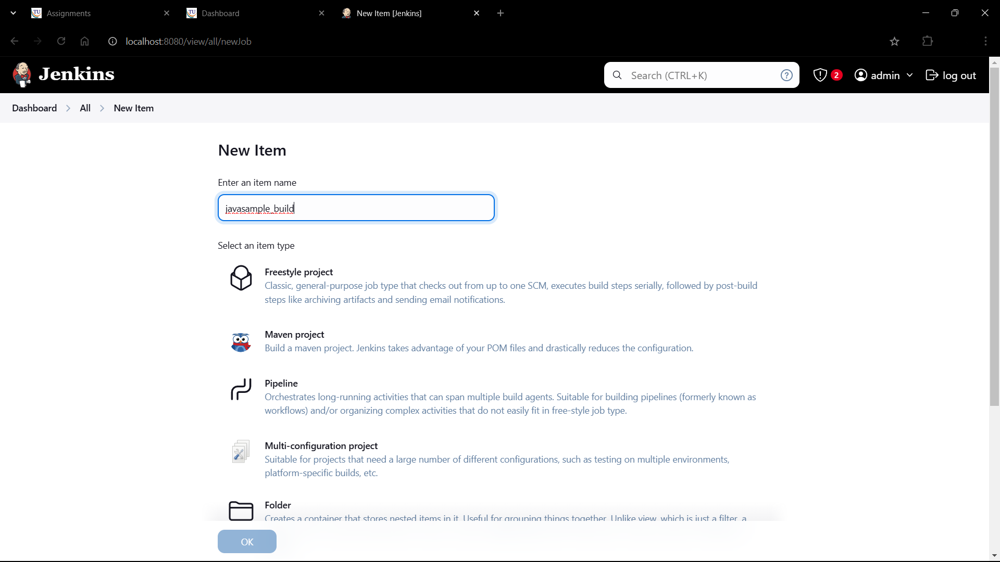 Assignments
Dashboard
New Item [Jenkins]
localhost:8080/view/all/newJob
Jenkins
Search (CTRL+K)
2
admin
log out
Dashboard
All
New Item
New Item
Enter an item name
javasample_build
Select an item type
Freestyle project
Classic, general-purpose job type that checks out from up to one SCM, executes build steps serially, followed by post-build
steps like archiving artifacts and sending email notifications.
Maven project
Build a maven project. Jenkins takes advantage of your POM files and drastically reduces the configuration.
Pipeline
Orchestrates long-running activities that can span multiple build agents. Suitable for building pipelines (formerly known as
workflows) and/or organizing complex activities that do not easily fit in free-style job type.
Multi-configuration project
Suitable for projects that need a large number of different configurations, such as testing on multiple environments,
platform-specific builds, etc.
Folder
Creates a container that stores nested items in it. Useful for grouping things together. Unlike view, which is just a filter, a
OK